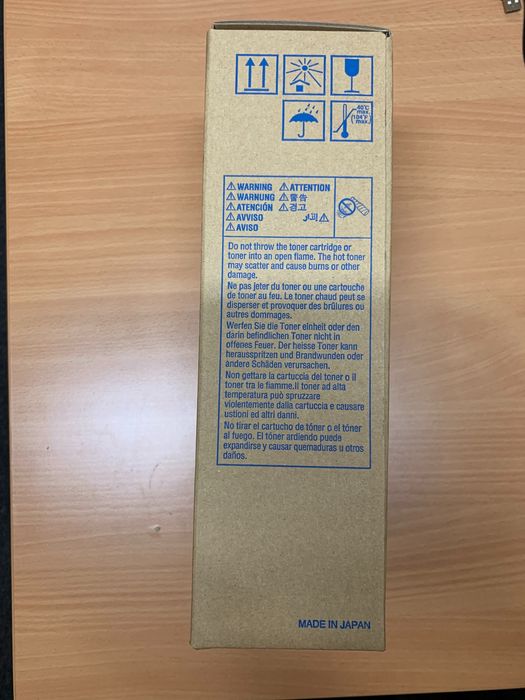 40°C
max.
(104°F
max.)
⚠WARNING ⚠ATTENTION
⚠WARNUNG ⚠警告
⚠ATENCIÓN ⚠경고
⚠AVVISO إنذار⚠
⚠AVISO
Do not throw the toner cartridge or
toner into an open flame. The hot toner
may scatter and cause burns or other
damage.
Ne pas jeter du toner ou une cartouche
de toner au feu. Le toner chaud peut se
disperser et provoquer des brûlures ou
autres dommages.
Werfen Sie die Toner einheit oder den
darin befindlichen Toner nicht in
offenes Feuer. Der heisse Toner kann
herausspritzen und Brandwunden oder
andere Schäden verursachen.
Non gettare la cartuccia del toner o il
toner tra le fiamme.Il toner ad alta
temperatura può spruzzare
violentemente dalla cartuccia e causare
ustioni ed altri danni.
No tirar el cartucho de tóner o el tóner
al fuego. El tóner ardiendo puede
expandirse y causar quemaduras u otros
daños.
MADE IN JAPAN